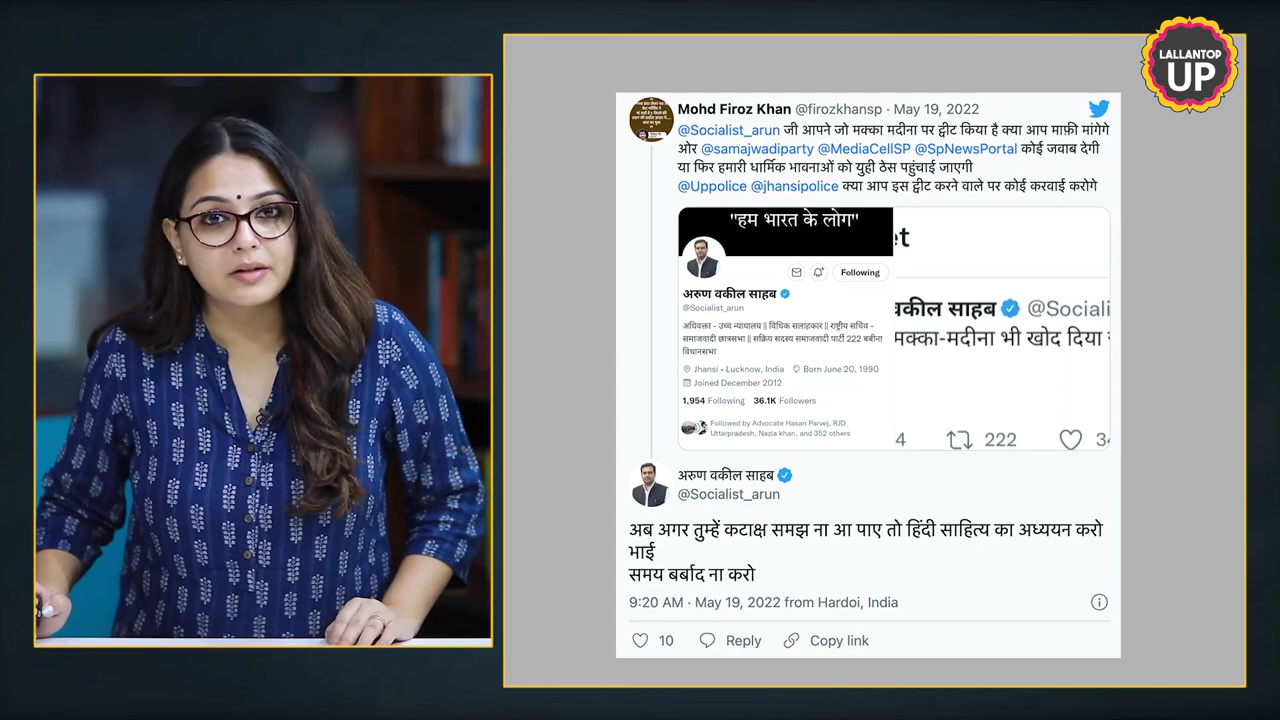 LALLANTOP
UP
Mohd Firoz Khan @firozkhansp · May 19, 2022
@Socialist_arun जी आपने जो मक्का मदीना पर ट्वीट किया है क्या आप माफ़ी मांगेगे
ओर @samajwadiparty @MediaCellSP @SpNewsPortal कोई जवाब देगी
या फिर हमारी धार्मिक भावनाओं को युही ठेस पहुंचाई जाएगी
@Uppolice @jhansipolice क्या आप इस ट्वीट करने वाले पर कोई करवाई करोगे
"हम भारत के लोग"
Following
अरुण वकील साहब
@Socialist_arun
अधिवक्ता - उच्च न्यायालय || विधिक सलाहकार || राष्ट्रीय सचिव -
समाजवादी छात्रसभा || सक्रिय सदस्य समाजवादी पार्टी 222 बबीना
विधानसभा
Jhansi • Lucknow, India Born June 20, 1990
Joined December 2012
1,954 Following 36.1K Followers
Followed by Advocate Hasan Parvej, RJD
Uttarpradesh, Nazia khan, and 352 others
et
वकील साहब @Sociali
मक्का-मदीना भी खोद दिया
4 222 34
अरुण वकील साहब
@Socialist_arun
अब अगर तुम्हें कटाक्ष समझ ना आ पाए तो हिंदी साहित्य का अध्ययन करो
भाई
समय बर्बाद ना करो
9:20 AM · May 19, 2022 from Hardoi, India
10 Reply Copy link